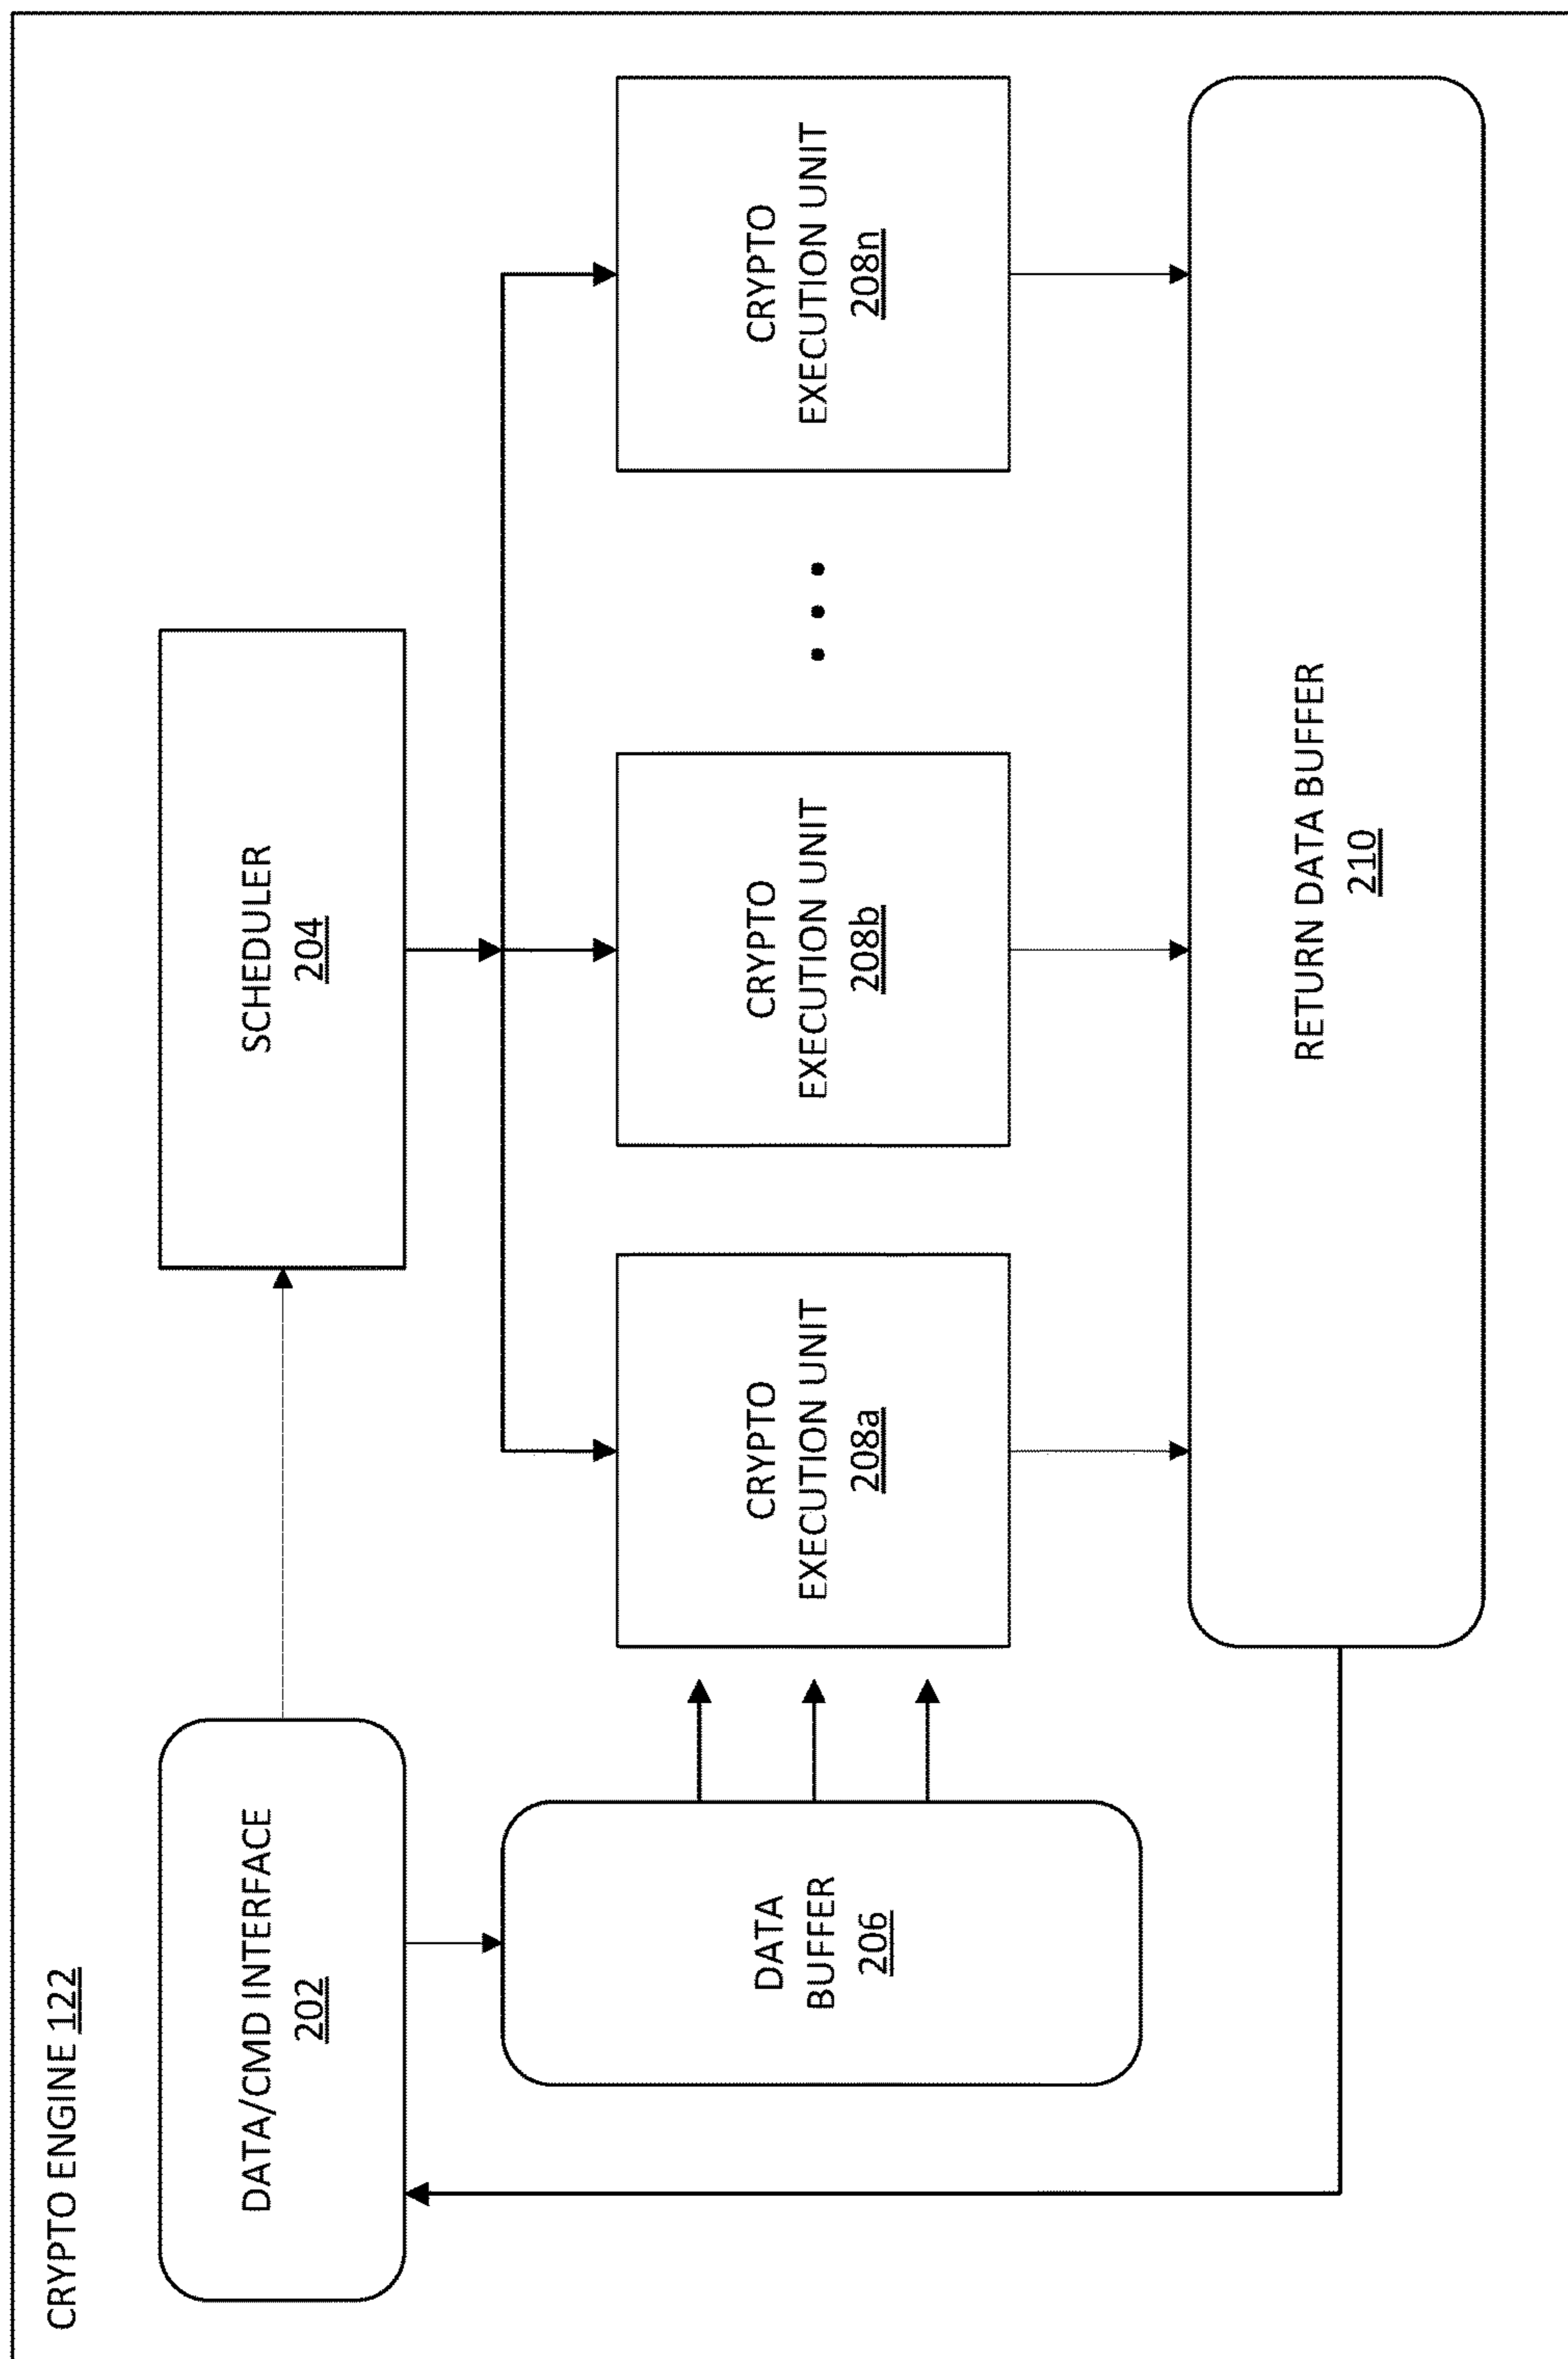 CRYPTO ENGINE 122
DATA/CMD INTERFACE
202
SCHEDULER
204
DATA
BUFFER
206
CRYPTO
EXECUTION UNIT
208a
CRYPTO
EXECUTION UNIT
208b
CRYPTO
EXECUTION UNIT
208n
RETURN DATA BUFFER
210